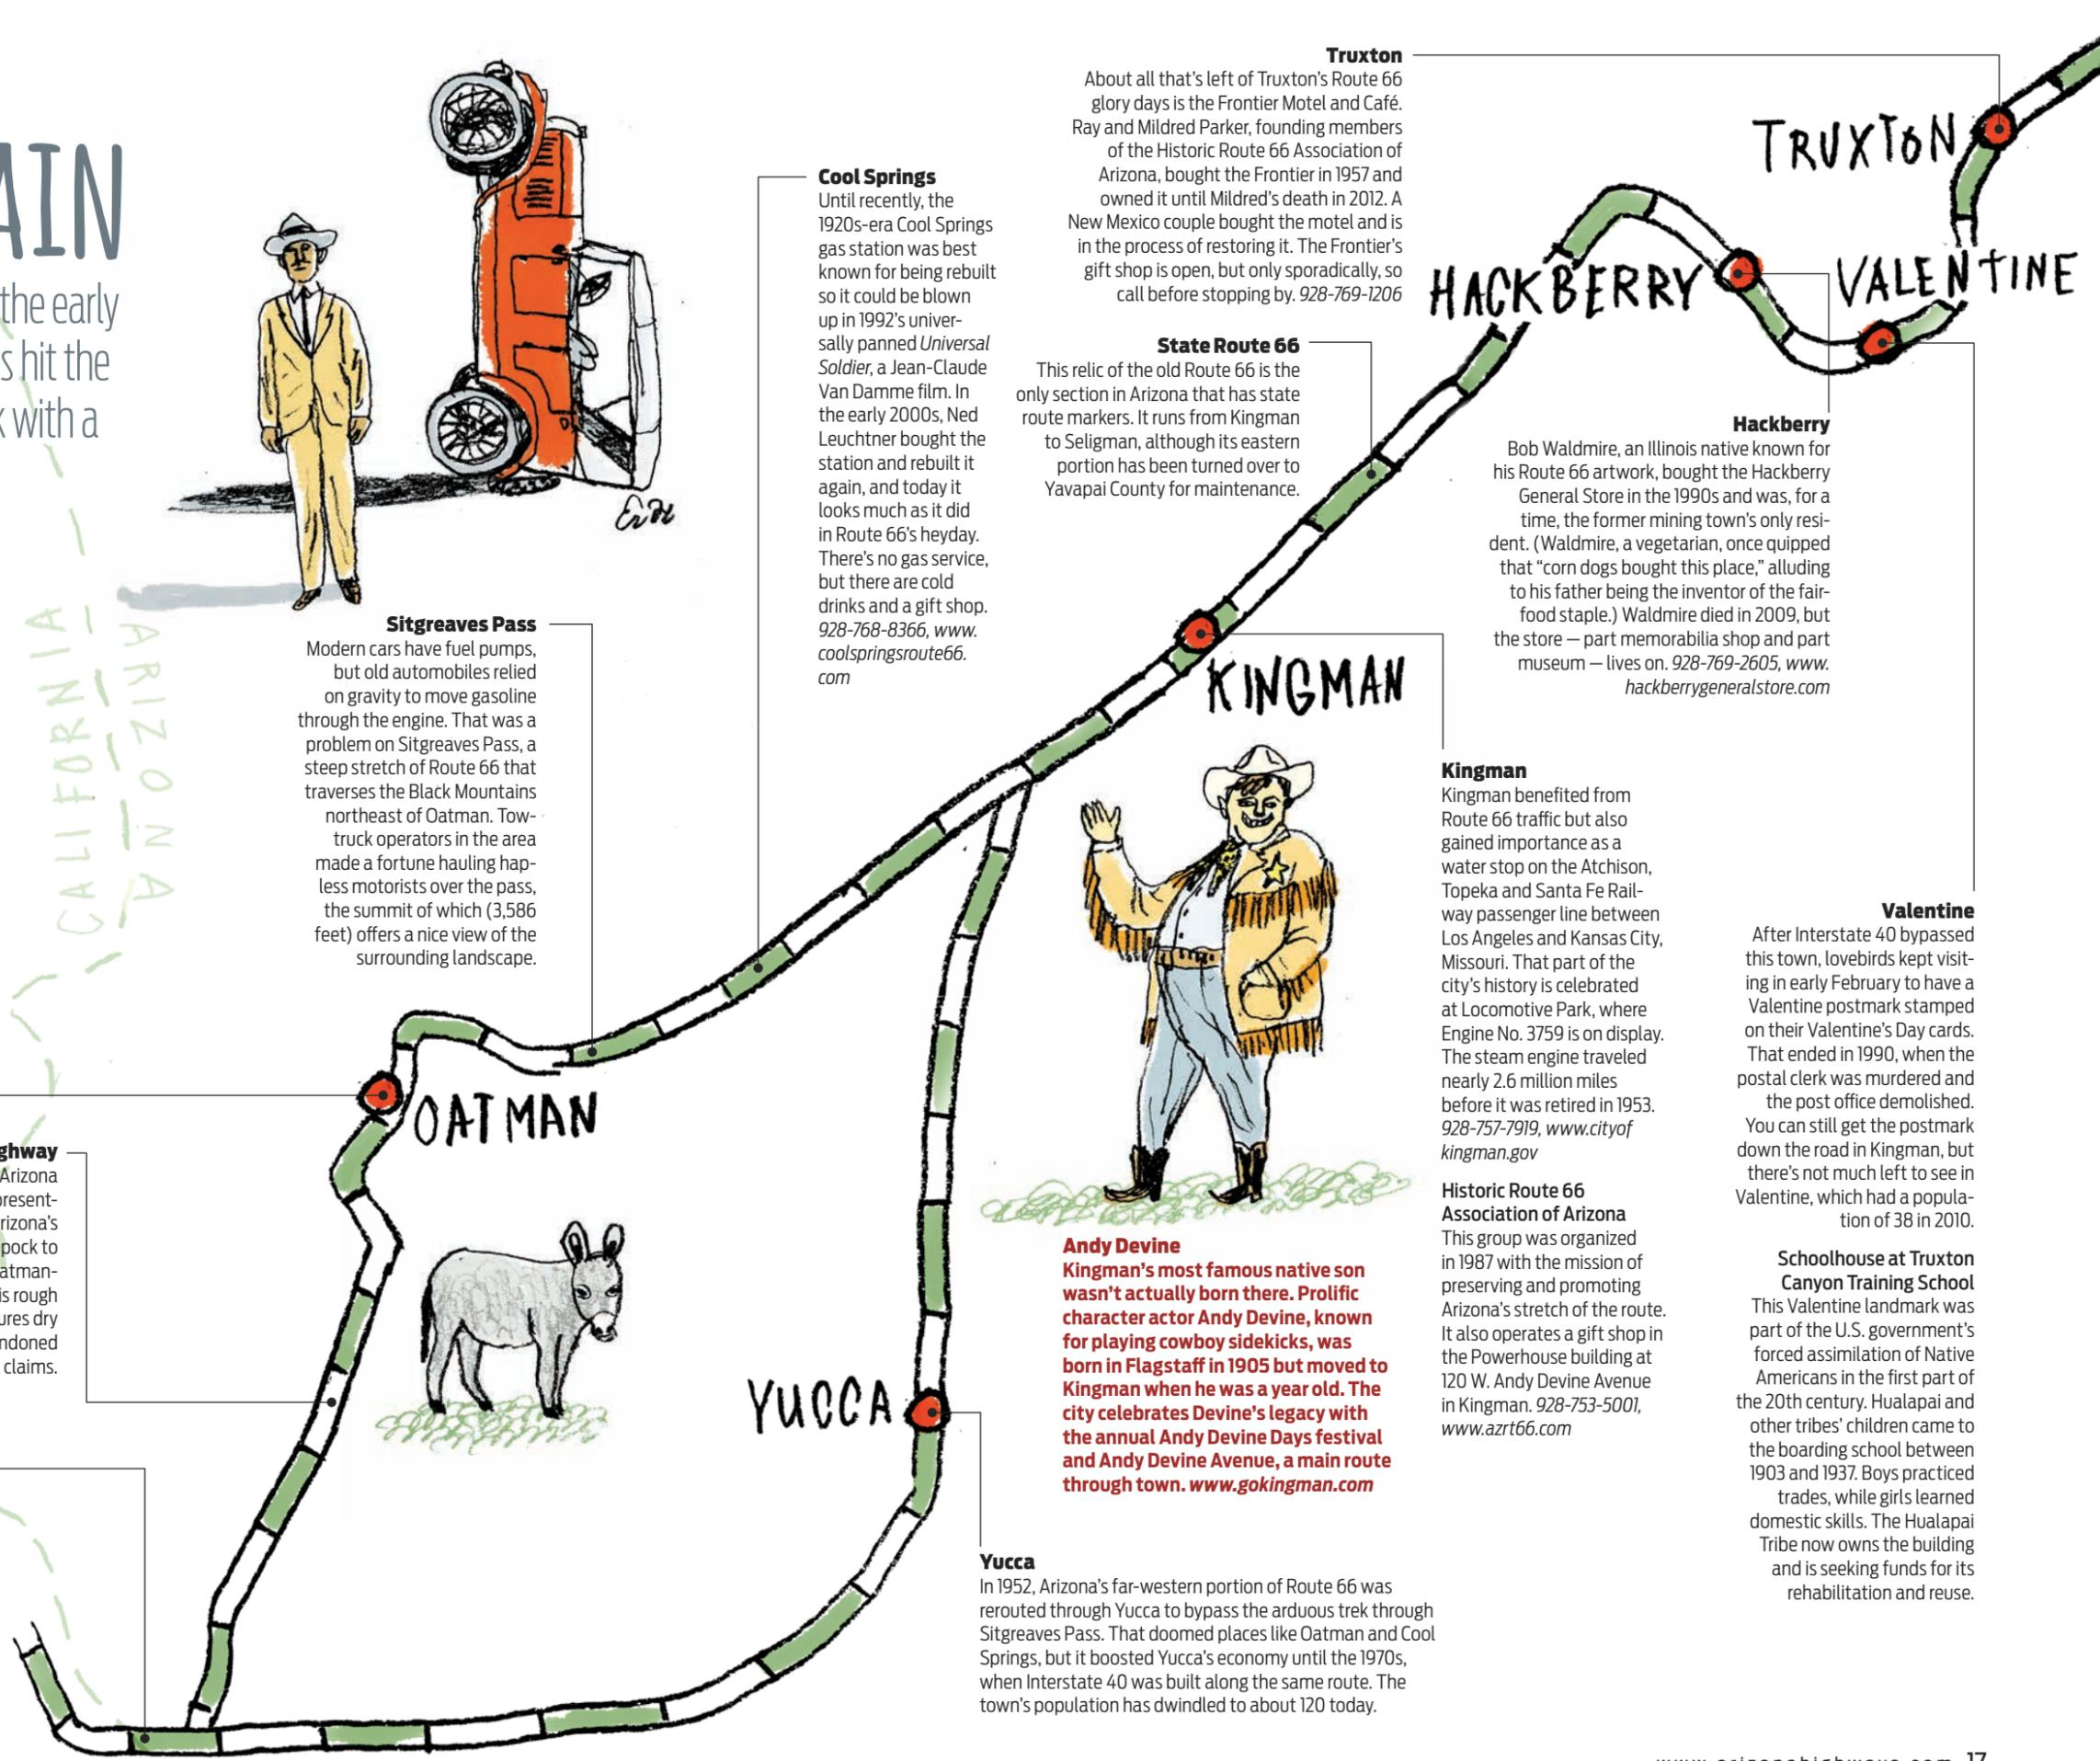 AIN
the early
s hit the
with a
CALIFORNIA
ARIZONA
Sitgreaves Pass
Modern cars have fuel pumps,
but old automobiles relied
on gravity to move gasoline
through the engine. That was a
problem on Sitgreaves Pass, a
steep stretch of Route 66 that
traverses the Black Mountains
northeast of Oatman. Tow-
truck operators in the area
made a fortune hauling hap-
less motorists over the pass,
the summit of which (3,586
feet) offers a nice view of the
surrounding landscape.
Cool Springs
Until recently, the
1920s-era Cool Springs
gas station was best
known for being rebuilt
so it could be blown
up in 1992's univer-
sally panned Universal
Soldier, a Jean-Claude
Van Damme film. In
the early 2000s, Ned
Leuchtner bought the
station and rebuilt it
again, and today it
looks much as it did
in Route 66's heyday.
There's no gas service,
but there are cold
drinks and a gift shop.
928-768-8366, www.
coolspringsroute66.
com
Truxton
About all that's left of Truxton's Route 66
glory days is the Frontier Motel and Café.
Ray and Mildred Parker, founding members
of the Historic Route 66 Association of
Arizona, bought the Frontier in 1957 and
owned it until Mildred's death in 2012. A
New Mexico couple bought the motel and is
in the process of restoring it. The Frontier's
gift shop is open, but only sporadically, so
call before stopping by. 928-769-1206
State Route 66
This relic of the old Route 66 is the
only section in Arizona that has state
route markers. It runs from Kingman
to Seligman, although its eastern
portion has been turned over to
Yavapai County for maintenance.
TRUXTON
HACKBERRY
VALENTINE
Hackberry
Bob Waldmire, an Illinois native known for
his Route 66 artwork, bought the Hackberry
General Store in the 1990s and was, for a
time, the former mining town's only resi-
dent. (Waldmire, a vegetarian, once quipped
that "corn dogs bought this place," alluding
to his father being the inventor of the fair-
food staple.) Waldmire died in 2009, but
the store — part memorabilia shop and part
museum — lives on. 928-769-2605, www.
hackberrygeneralstore.com
KINGMAN
Kingman
Kingman benefited from
Route 66 traffic but also
gained importance as a
water stop on the Atchison,
Topeka and Santa Fe Rail-
way passenger line between
Los Angeles and Kansas City,
Missouri. That part of the
city's history is celebrated
at Locomotive Park, where
Engine No. 3759 is on display.
The steam engine traveled
nearly 2.6 million miles
before it was retired in 1953.
928-757-7919, www.cityof
kingman.gov
Historic Route 66
Association of Arizona
This group was organized
in 1987 with the mission of
preserving and promoting
Arizona's stretch of the route.
It also operates a gift shop in
the Powerhouse building at
120 W. Andy Devine Avenue
in Kingman. 928-753-5001,
www.azrt66.com
Valentine
After Interstate 40 bypassed
this town, lovebirds kept visit-
ing in early February to have a
Valentine postmark stamped
on their Valentine's Day cards.
That ended in 1990, when the
postal clerk was murdered and
the post office demolished.
You can still get the postmark
down the road in Kingman, but
there's not much left to see in
Valentine, which had a popula-
tion of 38 in 2010.
Schoolhouse at Truxton
Canyon Training School
This Valentine landmark was
part of the U.S. government's
forced assimilation of Native
Americans in the first part of
the 20th century. Hualapai and
other tribes' children came to
the boarding school between
1903 and 1937. Boys practiced
trades, while girls learned
domestic skills. The Hualapai
Tribe now owns the building
and is seeking funds for its
rehabilitation and reuse.
OATMAN
ghway
Arizona
present-
rizona's
pock to
atman-
is rough
ures dry
ndoned
claims.
YUCCA
Andy Devine
Kingman's most famous native son
wasn't actually born there. Prolific
character actor Andy Devine, known
for playing cowboy sidekicks, was
born in Flagstaff in 1905 but moved to
Kingman when he was a year old. The
city celebrates Devine's legacy with
the annual Andy Devine Days festival
and Andy Devine Avenue, a main route
through town. www.gokingman.com
Yucca
In 1952, Arizona's far-western portion of Route 66 was
rerouted through Yucca to bypass the arduous trek through
Sitgreaves Pass. That doomed places like Oatman and Cool
Springs, but it boosted Yucca's economy until the 1970s,
when Interstate 40 was built along the same route. The
town's population has dwindled to about 120 today.
17